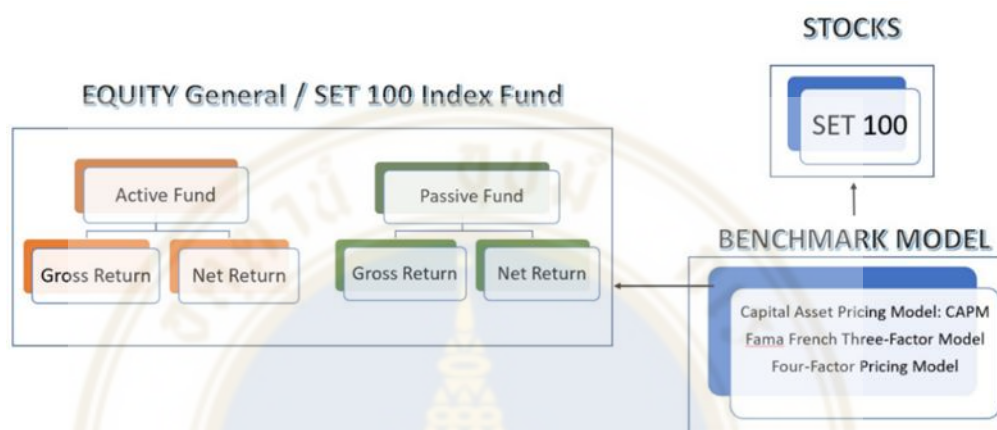 STOCKS
SET 100
EQUITY General / SET 100 Index Fund
Active Fund
Passive Fund
Gross Return
Net Return
Gross Return
Net Return
BENCHMARK MODEL
Capital Asset Pricing Model: CAPM
Fama French Three-Factor Model
Four-Factor Pricing Model